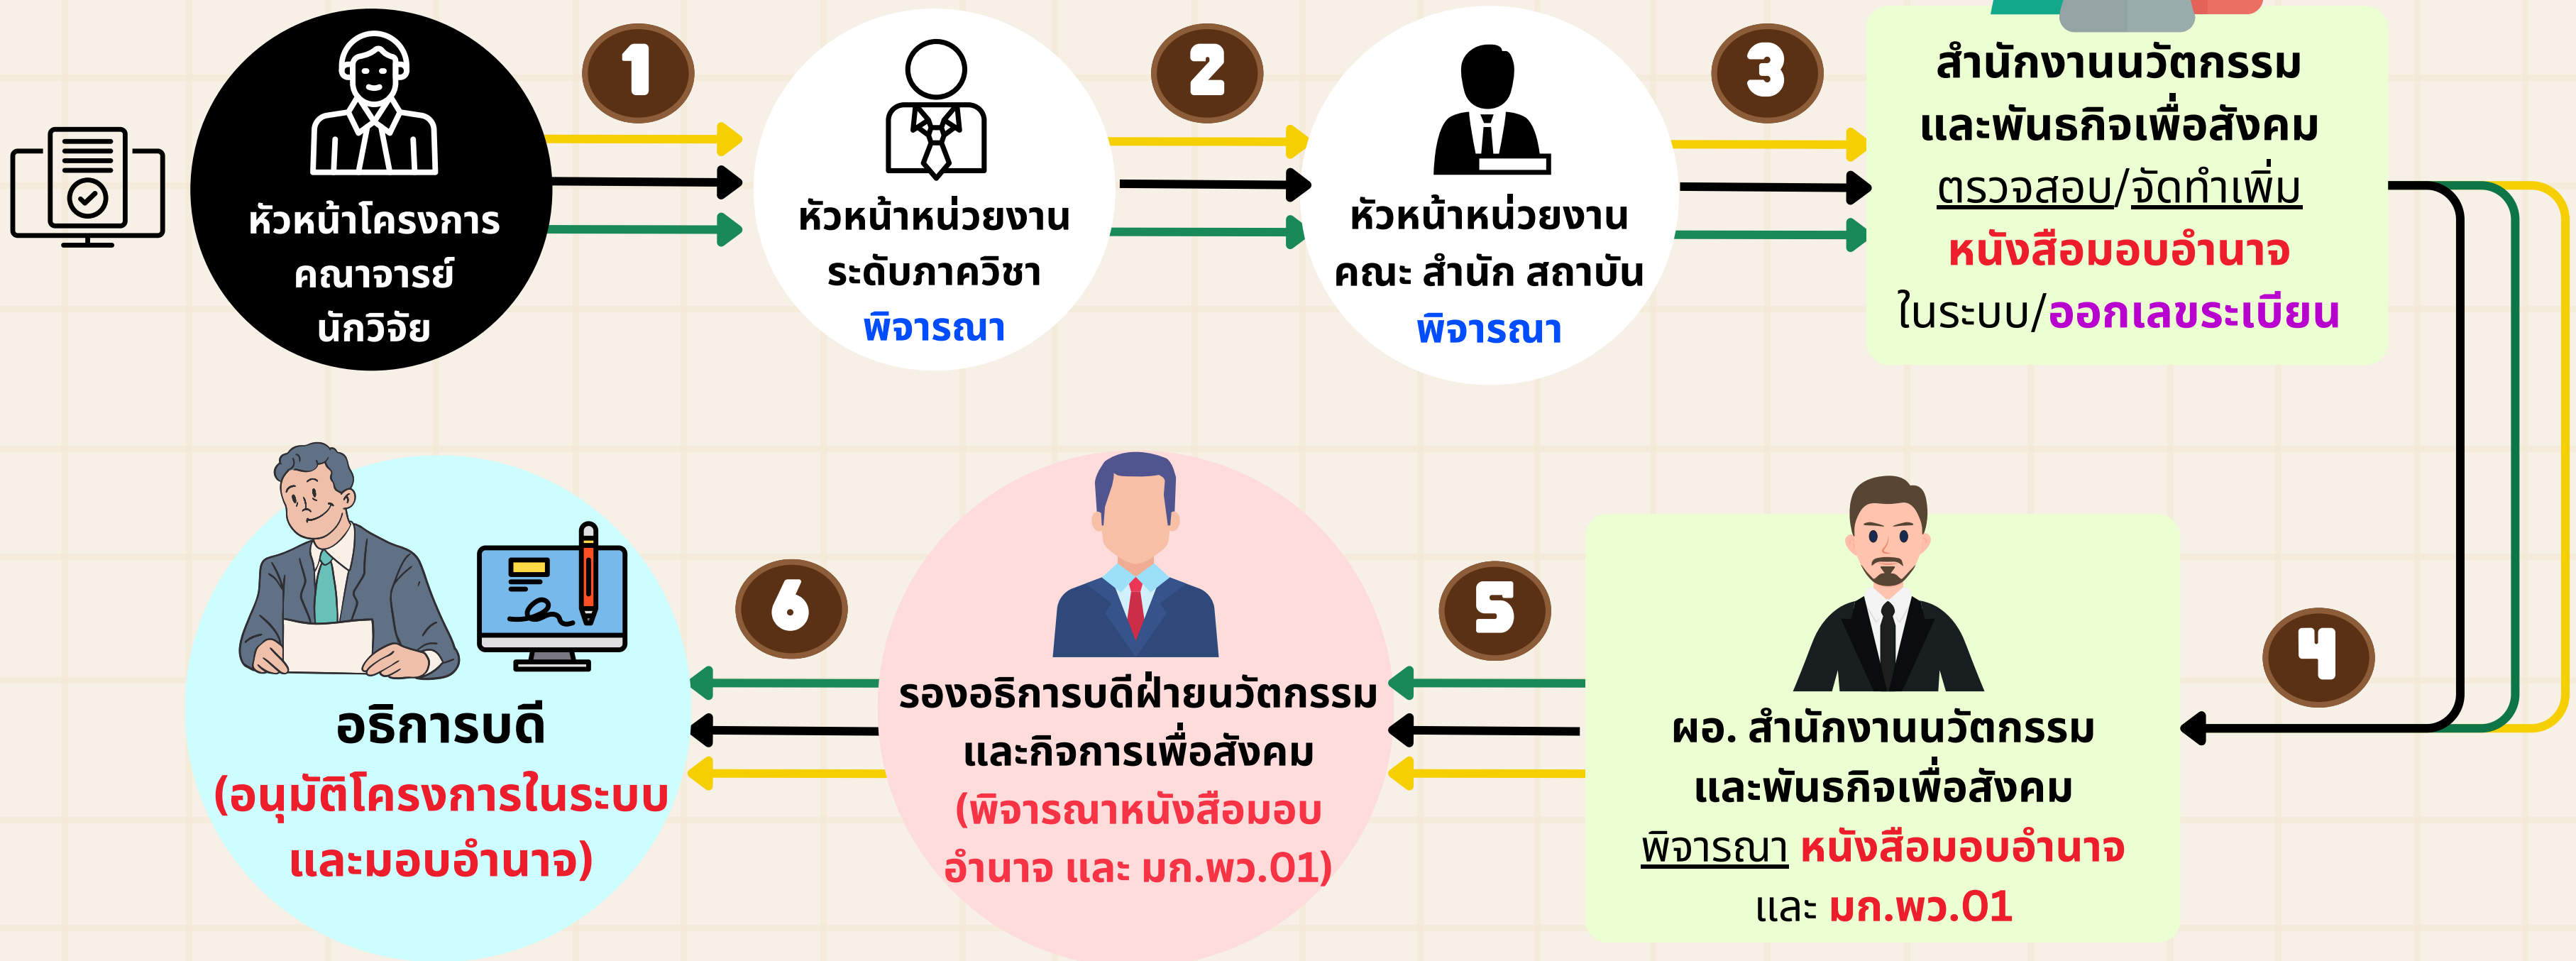 1
2
3
หัวหน้าโครงการ
คณาจารย์
นักวิจัย
หัวหน้าหน่วยงาน
ระดับภาควิชา
พิจารณา
หัวหน้าหน่วยงาน
คณะ สำนัก สถาบัน
พิจารณา
สำนักงานนวัตกรรม
และพันธกิจเพื่อสังคม
ตรวจสอบ/จัดทำเพิ่ม
หนังสือมอบอำนาจ
ในระบบ/ออกเลขระเบียน
4
ผอ. สำนักงานนวัตกรรม
และพันธกิจเพื่อสังคม
พิจารณา หนังสือมอบอำนาจ
และ มก.พว.01
5
รองอธิการบดีฝ่ายนวัตกรรม
และกิจการเพื่อสังคม
(พิจารณาหนังสือมอบ
อำนาจ และ มก.พว.01)
6
อธิการบดี
(อนุมัติโครงการในระบบ
และมอบอำนาจ)